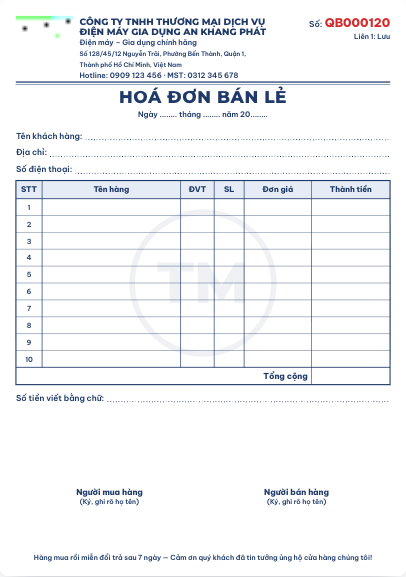 CÔNG TY TNHH THƯƠNG MẠI DỊCH VỤ
ĐIỆN MÁY GIA DỤNG AN KHANG PHÁT
Điện máy – Gia dụng chính hãng
Số 128/45/12 Nguyễn Trãi, Phường Bến Thành, Quận 1,
Thành phố Hồ Chí Minh, Việt Nam
Hotline: 0909 123 456 · MST: 0312 345 678
Số: QB000120
Liên 1: Lưu
HOÁ ĐƠN BÁN LẺ
Ngày ........ tháng ........ năm 20........
Tên khách hàng:
Địa chỉ:
Số điện thoại:
STT Tên hàng ĐVT SL Đơn giá Thành tiền
1
2
3
4
5
6
7
8
9
10
TM
Tổng cộng
Số tiền viết bằng chữ:
Người mua hàng Người bán hàng
(Ký, ghi rõ họ tên) (Ký, ghi rõ họ tên)
Hàng mua rồi miễn đổi trả sau 7 ngày — Cảm ơn quý khách đã tin tưởng ủng hộ cửa hàng chúng tôi!